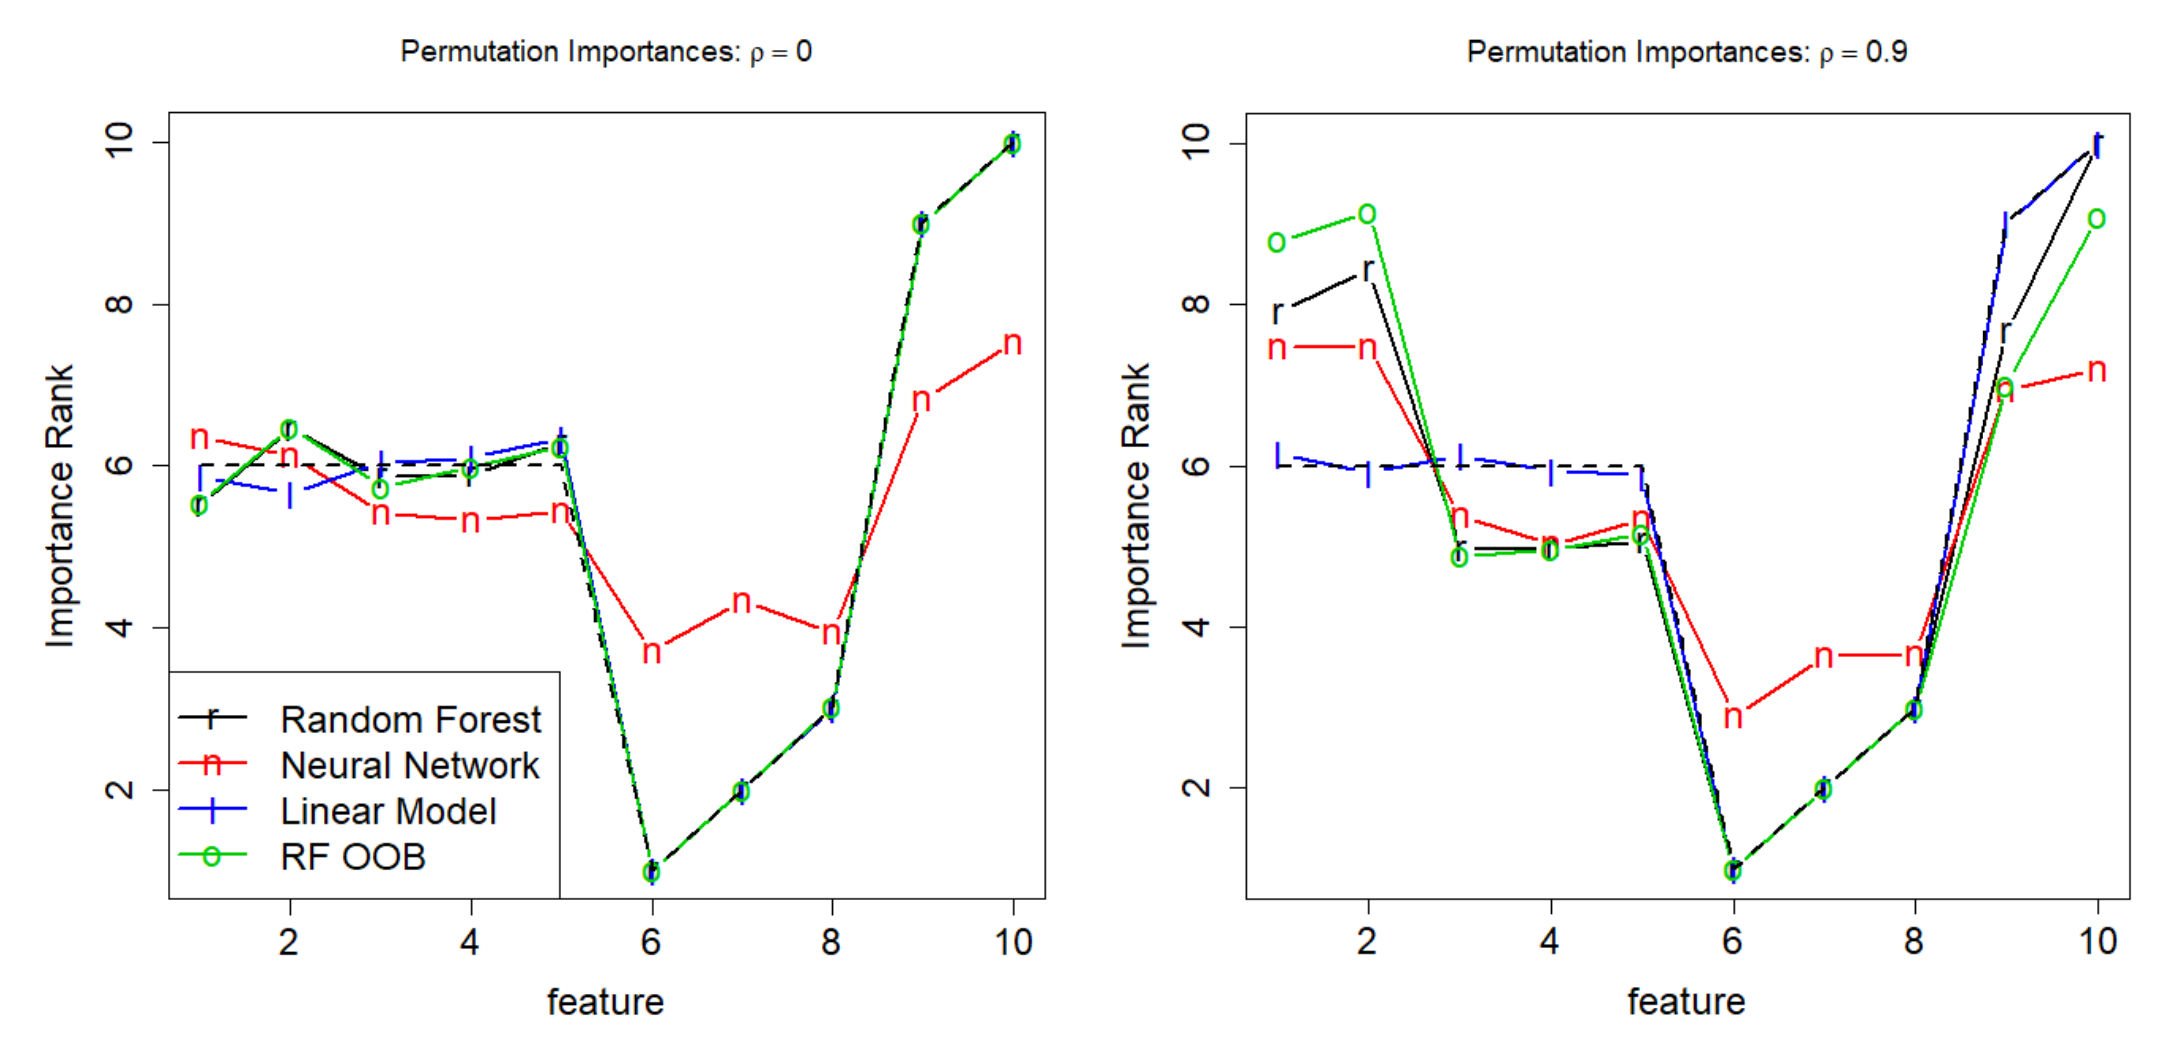 Permutation Importances: ρ = 0
Importance Rank
10
8
6
4
2
r Random Forest
n Neural Network
l Linear Model
o RF OOB
2 4 6 8 10
feature
Permutation Importances: ρ = 0.9
Importance Rank
10
8
6
4
2
2 4 6 8 10
feature